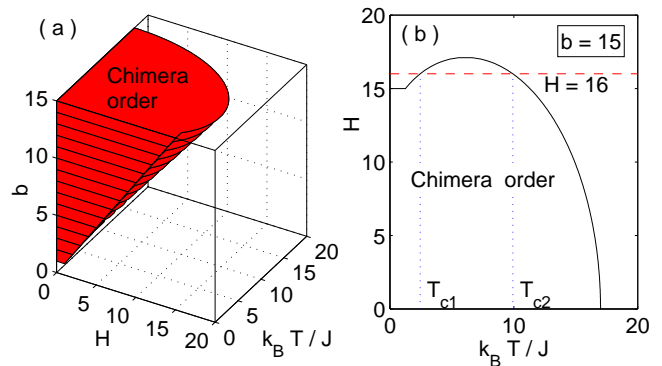 ( a )
Chimera
order
15
10
5
0
b
0
5
10
15
20
H
0
5
10
15
20
k_B T / J
( b )
b = 15
H = 16
20
15
10
5
0
H
Chimera order
T_c1
T_c2
0
10
20
k_B T / J